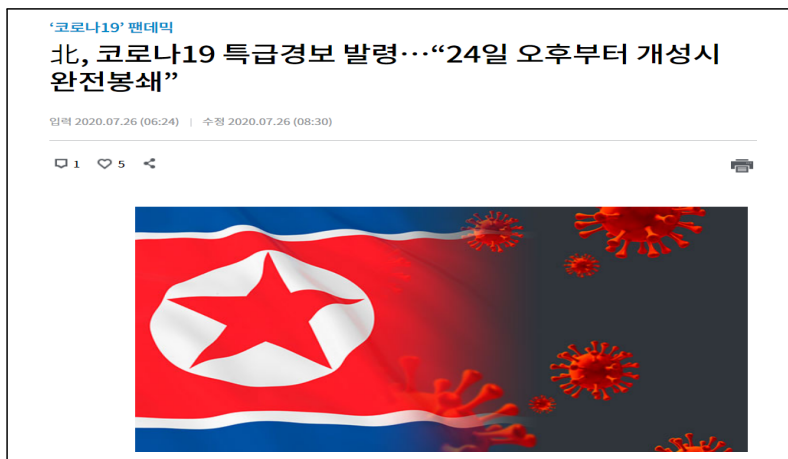 ‘코로나19’ 팬데믹
北, 코로나19 특급경보 발령…“24일 오후부터 개성시
완전봉쇄”
입력 2020.07.26 (06:24) | 수정 2020.07.26 (08:30)
1 5